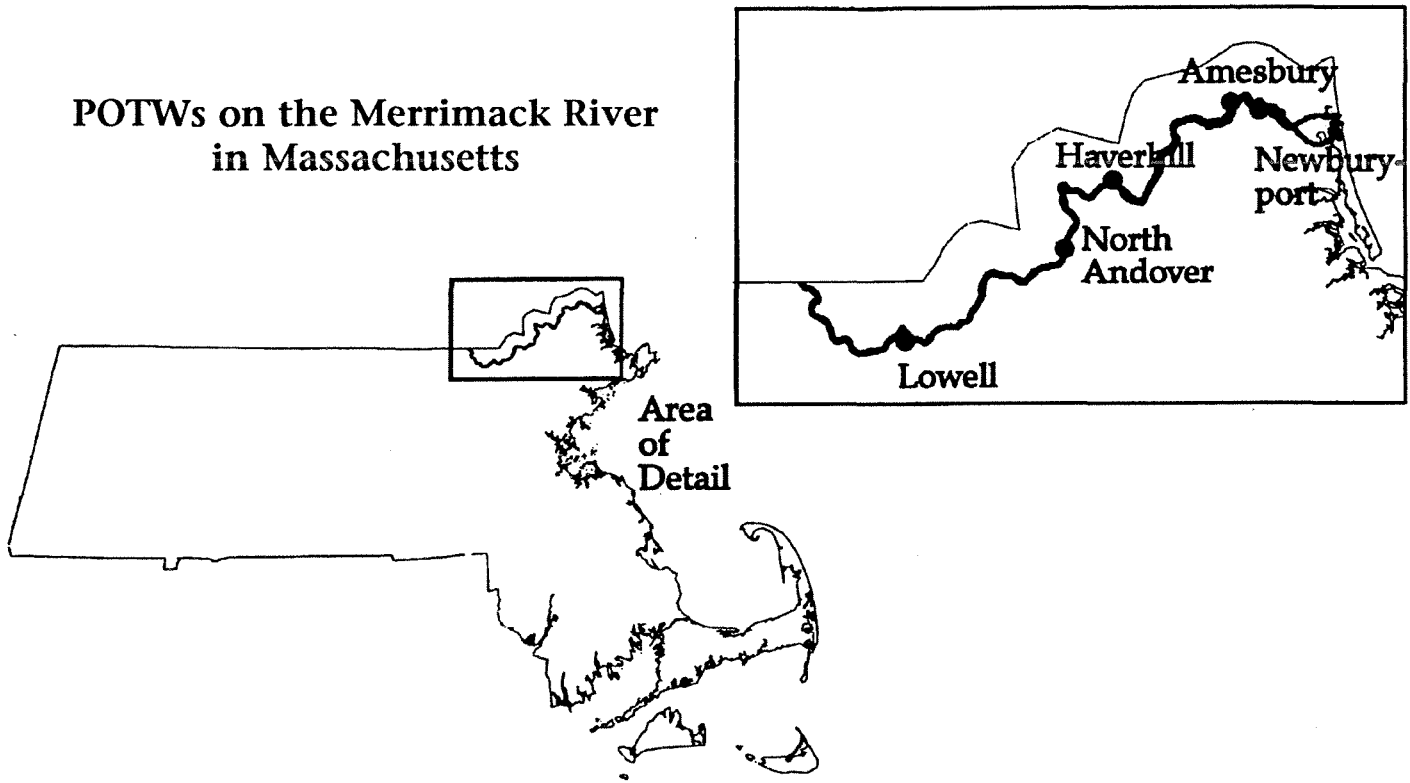 POTWs on the Merrimack River
in Massachusetts
Amesbury
Haverhill
Newbury-
port
North
Andover
Lowell
Area
of
Detail